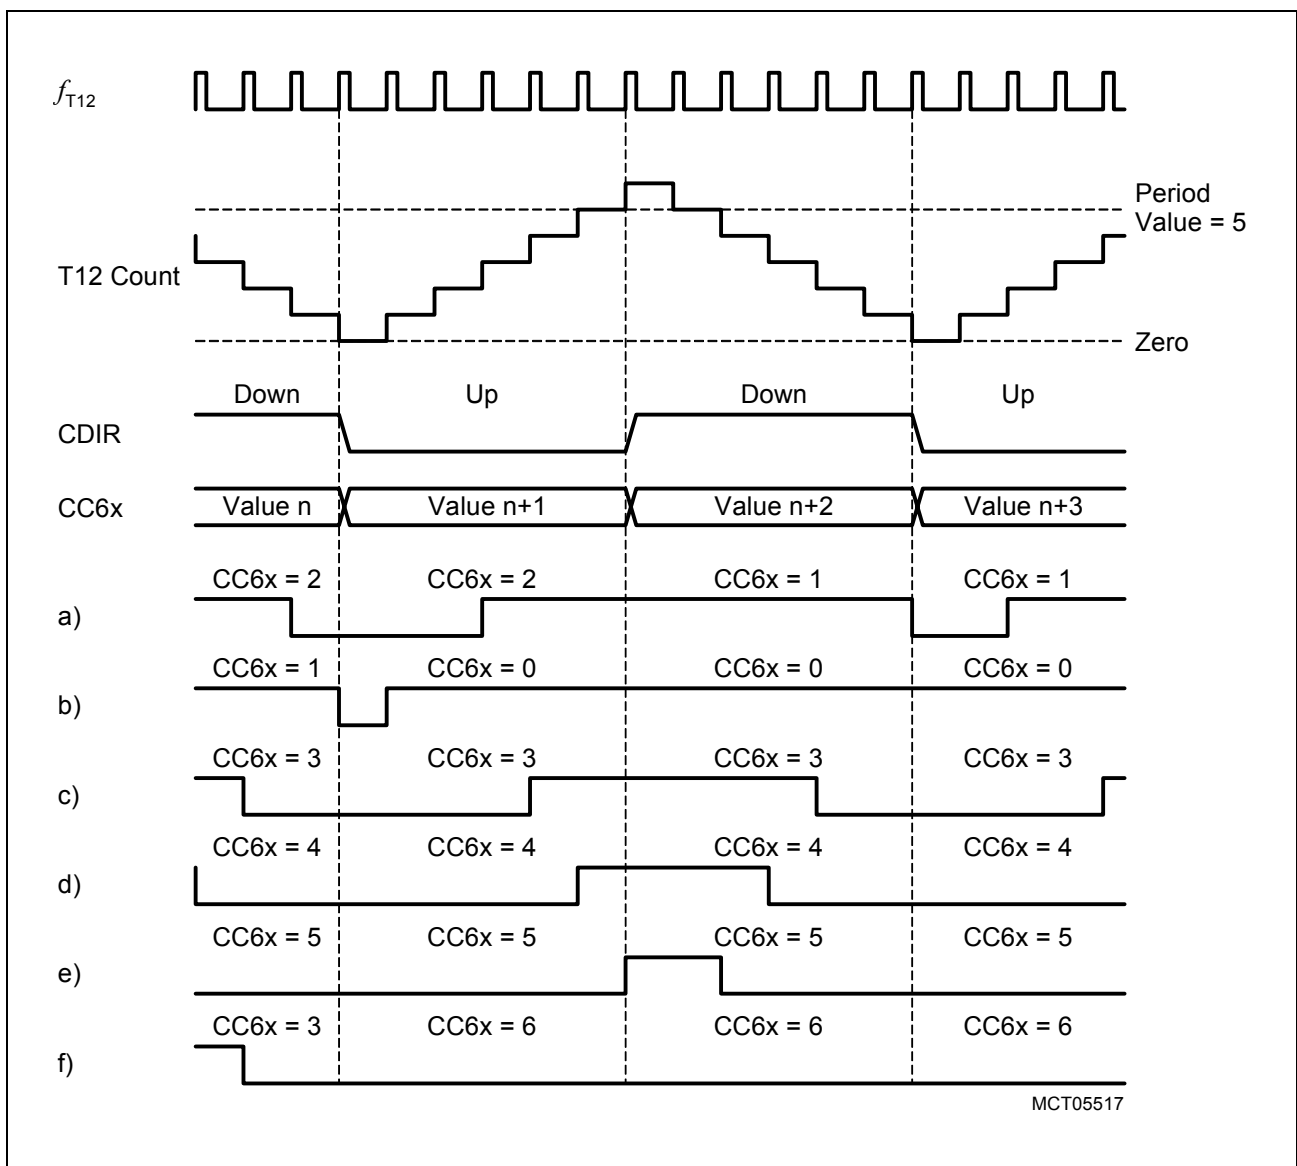 fT12
Period
Value = 5
T12 Count
Zero
Down Up Down Up
CDIR
CC6x Value n Value n+1 Value n+2 Value n+3
CC6x = 2 CC6x = 2 CC6x = 1 CC6x = 1
a)
CC6x = 1 CC6x = 0 CC6x = 0 CC6x = 0
b)
CC6x = 3 CC6x = 3 CC6x = 3 CC6x = 3
c)
CC6x = 4 CC6x = 4 CC6x = 4 CC6x = 4
d)
CC6x = 5 CC6x = 5 CC6x = 5 CC6x = 5
e)
CC6x = 3 CC6x = 6 CC6x = 6 CC6x = 6
f)
MCT05517